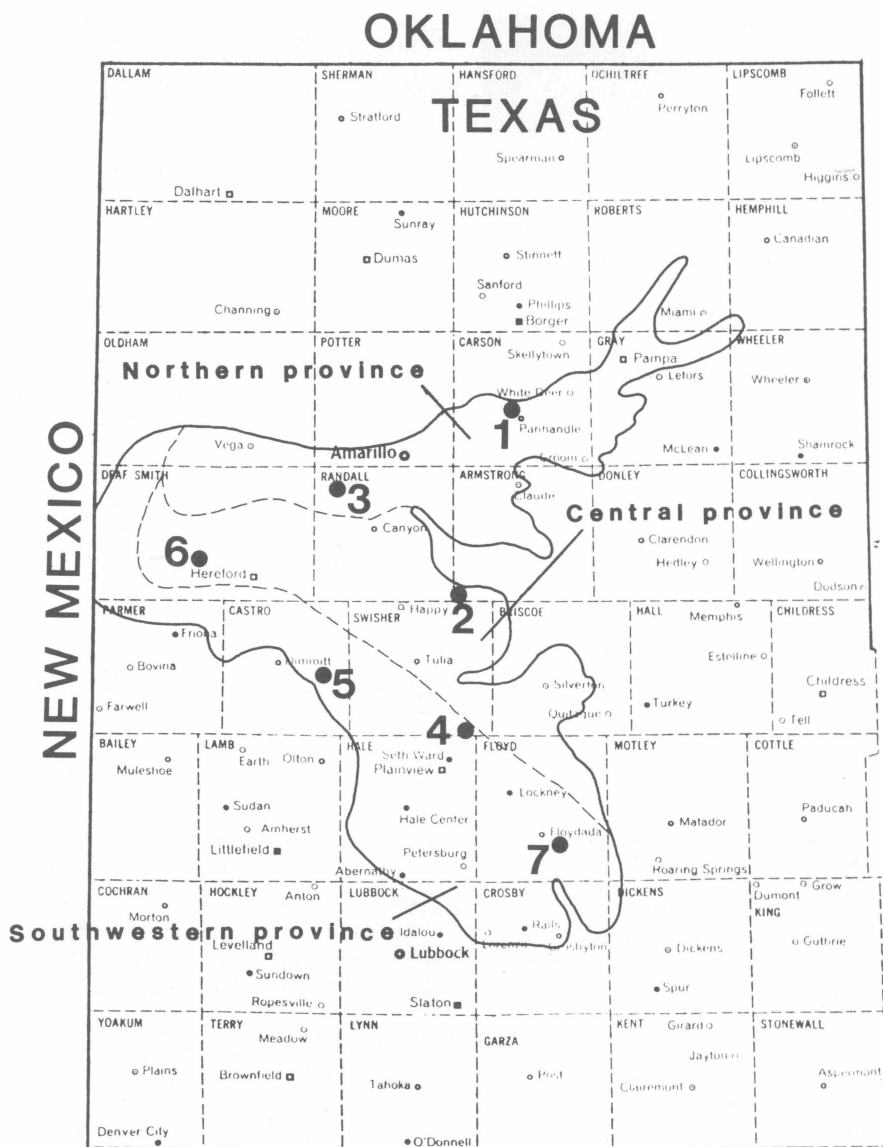 OKLAHOMA
DALLAM
SHERMAN
HANSFORD
OCHILTREE
LIPSCOMB
Follett
TEXAS
Perryton
Stratford
Spearman
Lipscomb
Higgins
Dalhart
HARTLEY
MOORE
HUTCHINSON
ROBERTS
HEMPHILL
Sunray
Canadian
Dumas
Stinnett
Sanford
Phillips
Borger
Channing
Miami
OLDHAM
POTTER
CARSON
Skellytown
GRAY
WHEELER
Pampa
Northern province
White Deer
Lefors
Wheeler
1
Panhandle
NEW MEXICO
Vega
Amarillo
Groom
McLean
Shamrock
DEAF SMITH
RANDALL
ARMSTRONG
DONLEY
COLLINGSWORTH
3
Claude
Central province
Canyon
6
Clarendon
Hereford
Hedley
Wellington
Dodson
PARMER
CASTRO
SWISHER
Happy
2
BRISCOE
HALL
Memphis
CHILDRESS
Friona
Bovina
Dimmitt
Tulia
Estelline
5
Silverton
Childress
Farwell
Quitaque
Turkey
Tell
4
BAILEY
LAMB
HALE
FLOYD
MOTLEY
COTTLE
Muleshoe
Earth
Olton
Seth Ward
Plainview
Sudan
Lockney
Hale Center
Matador
Paducah
Amherst
Floydada
Littlefield
Petersburg
7
Abernathy
Roaring Springs
COCHRAN
HOCKLEY
Anton
LUBBOCK
CROSBY
DICKENS
Dumont
Grow
KING
Morton
Southwestern province
Idalou
Lorenzo
Ralls
Crosbyton
Levelland
Lubbock
Dickens
Guthrie
Sundown
Spur
Ropesville
Slaton
YOAKUM
TERRY
LYNN
GARZA
KENT
Girard
STONEWALL
Meadow
Jayton
Plains
Brownfield
Tahoka
Post
Clairemont
Aspermont
Denver City
O'Donnell